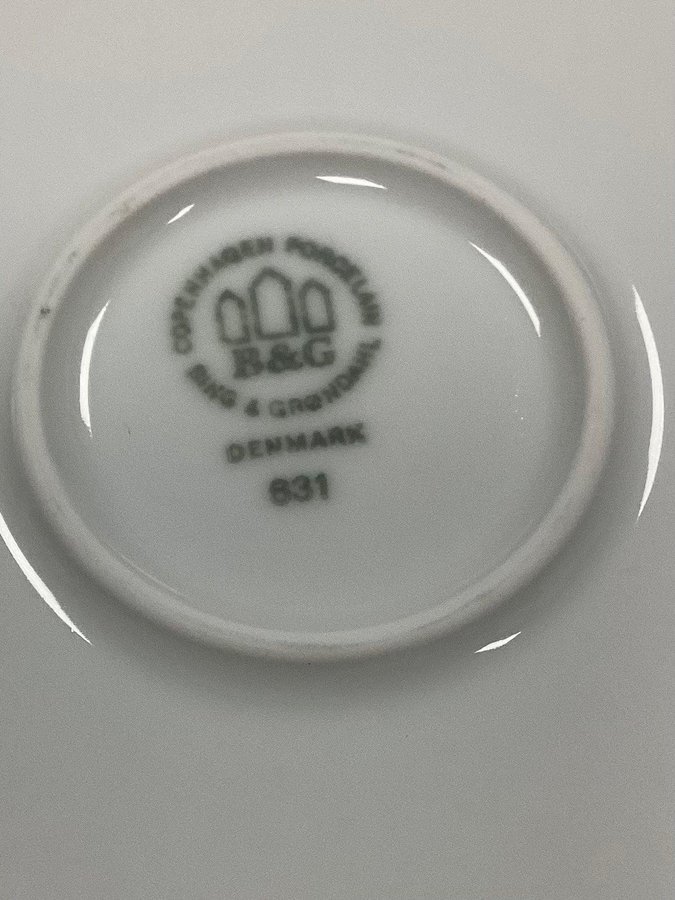 COPENHAGEN PORCELAIN
B&G
BING & GRØNDAHL
DENMARK
631